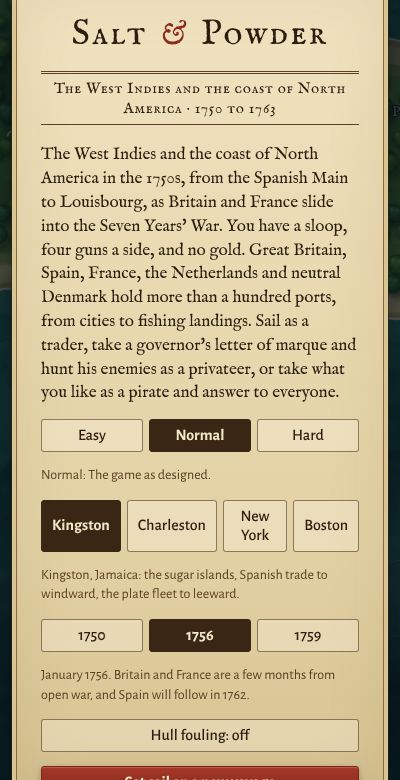 Salt & Powder
The West Indies and the coast of North
America · 1750 to 1763
The West Indies and the coast of North
America in the 1750s, from the Spanish Main
to Louisbourg, as Britain and France slide
into the Seven Years' War. You have a sloop,
four guns a side, and no gold. Great Britain,
Spain, France, the Netherlands and neutral
Denmark hold more than a hundred ports,
from cities to fishing landings. Sail as a
trader, take a governor's letter of marque and
hunt his enemies as a privateer, or take what
you like as a pirate and answer to everyone.
Easy
Normal
Hard
Normal: The game as designed.
Kingston
Charleston
New
York
Boston
Kingston, Jamaica: the sugar islands, Spanish trade to
windward, the plate fleet to leeward.
1750
1756
1759
January 1756. Britain and France are a few months from
open war, and Spain will follow in 1762.
Hull fouling: off